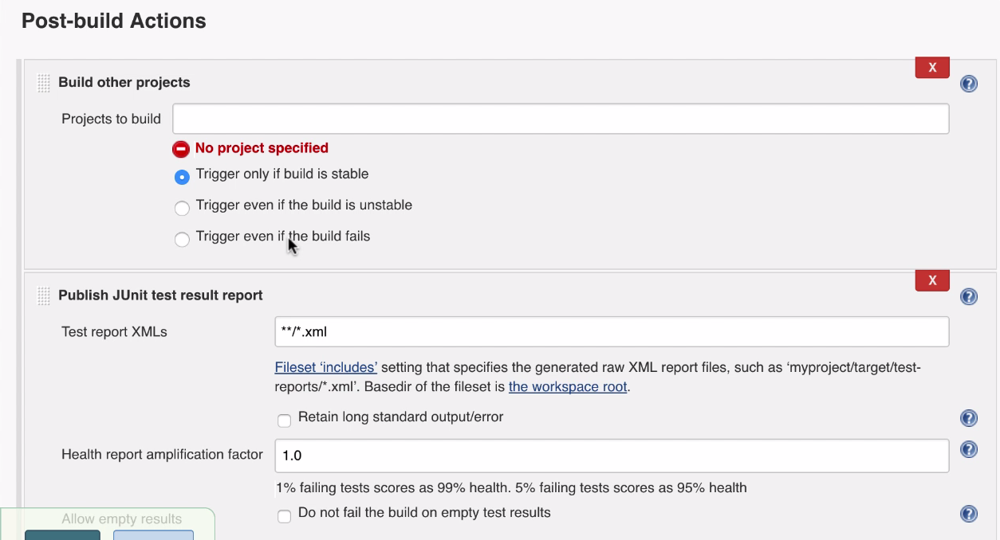 Post-build Actions
X
Build other projects
Projects to build
No project specified
Trigger only if build is stable
Trigger even if the build is unstable
Trigger even if the build fails
X
Publish JUnit test result report
Test report XMLs
**/*.xml
Fileset ‘includes’ setting that specifies the generated raw XML report files, such as ‘myproject/target/test-
reports/*.xml’. Basedir of the fileset is the workspace root.
Retain long standard output/error
Health report amplification factor
1.0
1% failing tests scores as 99% health. 5% failing tests scores as 95% health
Allow empty results
Do not fail the build on empty test results